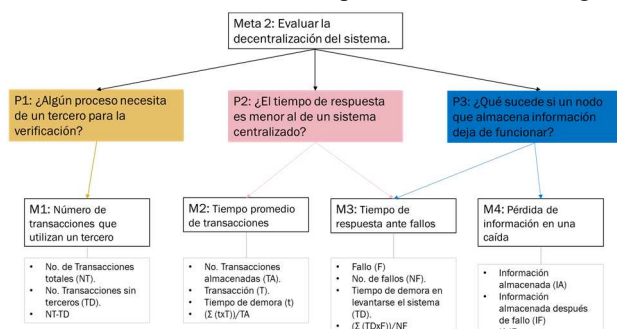 Meta 2: Evaluar la
decentralización del sistema.
P1: ¿Algún proceso necesita
de un tercero para la
verificación?
P2: ¿El tiempo de respuesta
es menor al de un sistema
centralizado?
P3: ¿Qué sucede si un nodo
que almacena información
deja de funcionar?
M1: Número de
transacciones que
utilizan un tercero
M2: Tiempo promedio
de transacciones
M3: Tiempo de
respuesta ante fallos
M4: Pérdida de
información en una
caída
• No. de Transacciones
totales (NT).
• No. Transacciones sin
terceros (TD).
• NT-TD
• No. Transacciones
almacenadas (TA).
• Transacción (T).
• Tiempo de demora (t)
• (Σ (txT))/TA
• Fallo (F)
• No. de fallos (NF).
• Tiempo de demora en
levantarse el sistema
(TD).
• (Σ (TDxF))/NF
• Información
almacenada (IA)
• Información
almacenada después
de fallo (IF)